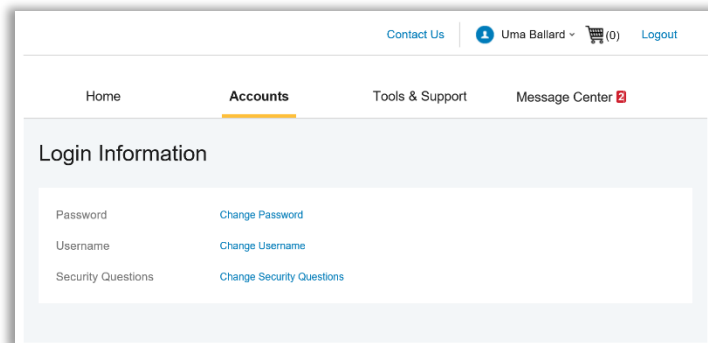 Contact Us Uma Ballard (0) Logout
Home Accounts Tools & Support Message Center 2
Login Information
Password Change Password
Username Change Username
Security Questions Change Security Questions